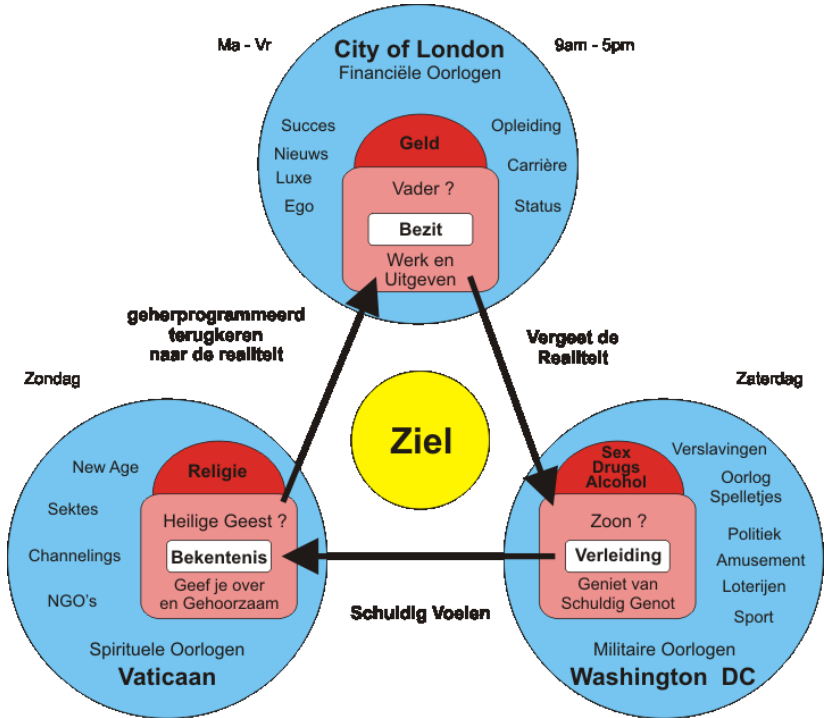 Ma - Vr
City of London
9am - 5pm
Financiële Oorlogen
Succes
Nieuws
Luxe
Ego
Geld
Opleiding
Carrière
Status
Vader ?
Bezit
Werk en
Uitgeven
geherprogrammeerd
terugkeren
naar de realiteit
Vergeet de
Realiteit
Ziel
Zondag
New Age
Sektes
Channelings
NGO's
Religie
Heilige Geest ?
Bekentenis
Geef je over
en Gehoorzaam
Spirituele Oorlogen
Vaticaan
Schuldig Voelen
Zaterdag
Sex
Drugs
Alcohol
Zoon ?
Verleiding
Geniet van
Schuldig Genot
Verslavingen
Oorlog
Spelletjes
Politiek
Amusement
Loterijen
Sport
Militaire Oorlogen
Washington DC